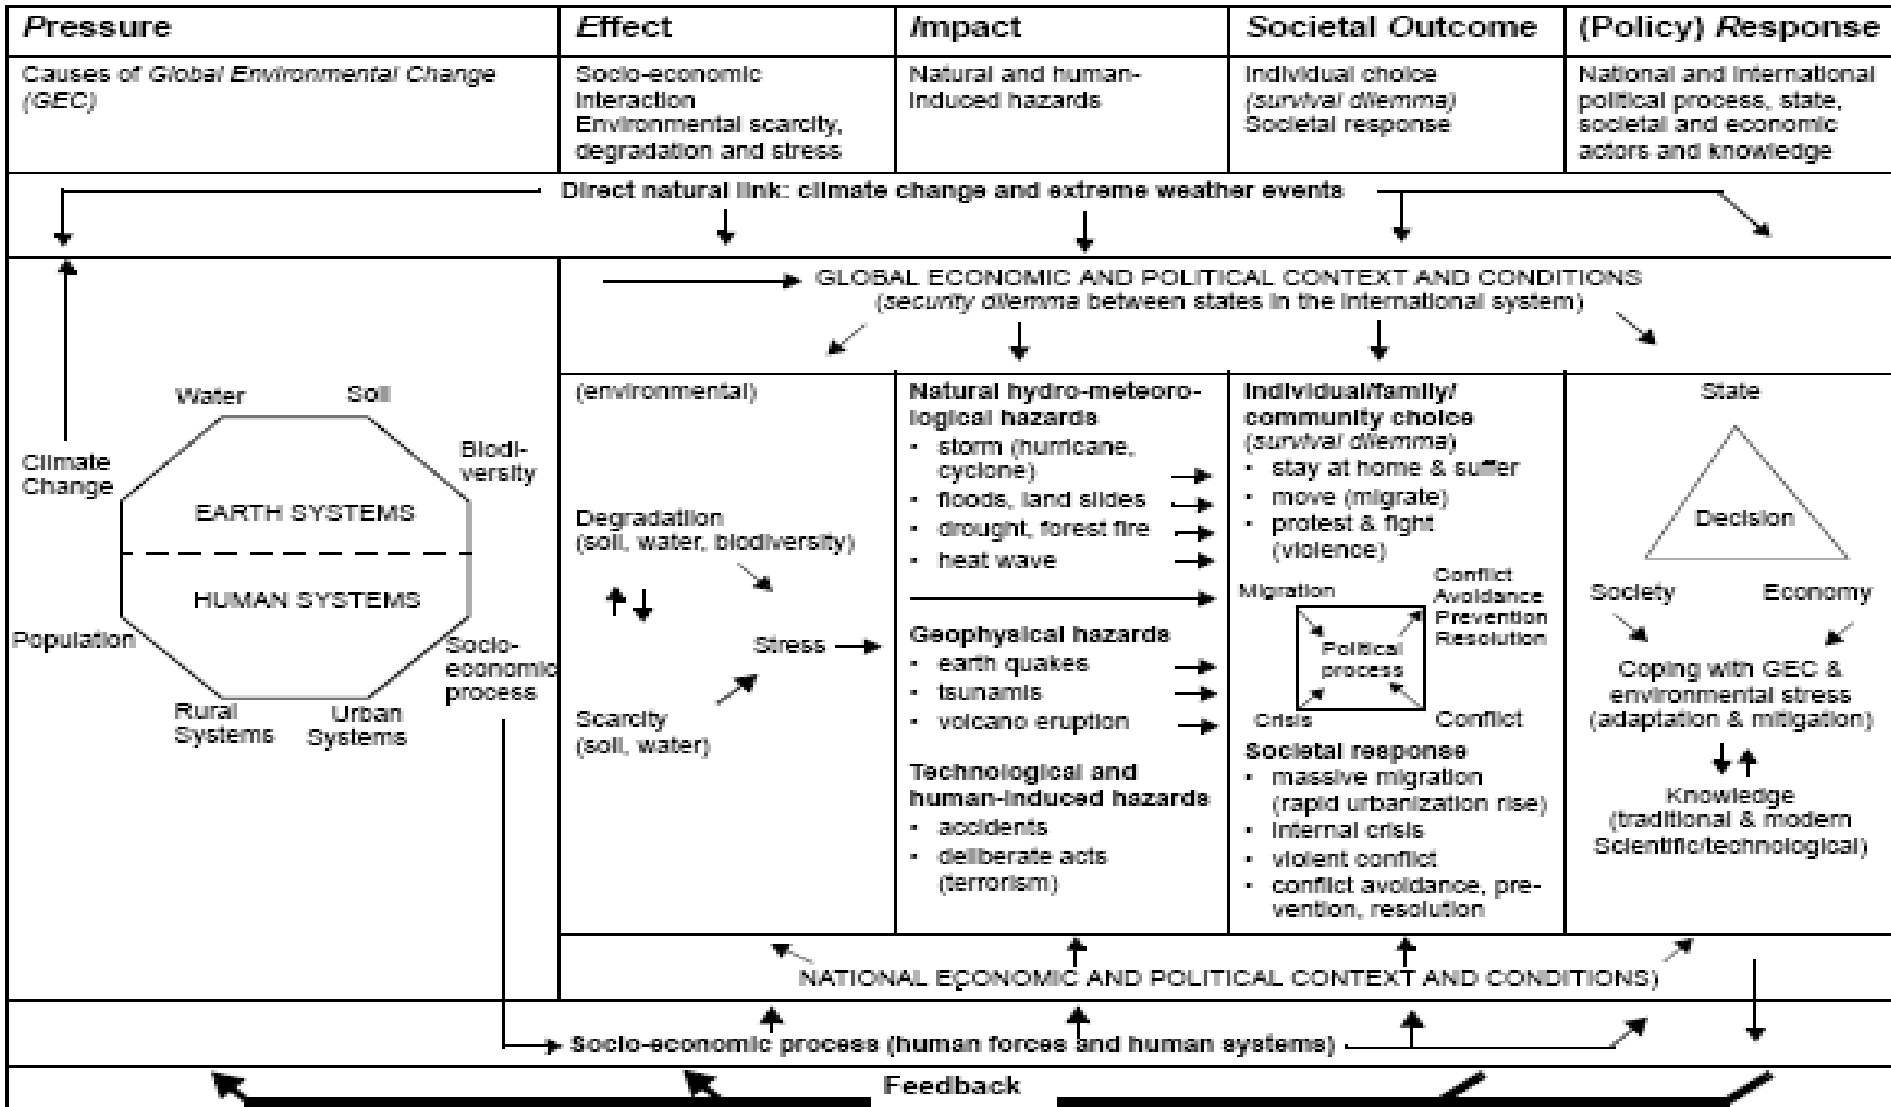 Pressure
Effect
Impact
Societal Outcome
(Policy) Response
Causes of Global Environmental Change
(GEC)
Socio-economic
interaction
Environmental scarcity,
degradation and stress
Natural and human-
induced hazards
Individual choice
(survival dilemma)
Societal response
National and international
political process, state,
societal and economic
actors and knowledge
Direct natural link: climate change and extreme weather events
GLOBAL ECONOMIC AND POLITICAL CONTEXT AND CONDITIONS
(security dilemma between states in the international system)
Water
Soil
Climate
Change
Biodi-
versity
EARTH SYSTEMS
HUMAN SYSTEMS
Population
Socio-
economic
process
Rural
Systems
Urban
Systems
(environmental)
Degradatiion
(soil, water, biodiversity)
Stress
Scarcity
(soil, water)
Natural hydro-meteoro-
logical hazards
• storm (hurricane,
cyclone)
• floods, land slides
• drought, forest fire
• heat wave
Geophysical hazards
• earth quakes
• tsunamis
• volcano eruption
Technological and
human-induced hazards
• accidents
• deliberate acts
(terrorism)
Individual/family/
community choice
(survival dilemma)
• stay at home & suffer
• move (migrate)
• protest & fight
(violence)
Migration
Conflict
Avoidance
Prevention
Resolution
Political
process
Crisis
Conflict
Societal response
• massive migration
(rapid urbanization rise)
• internal crisis
• violent conflict
• conflict avoidance, pre-
vention, resolution
State
Decision
Society
Economy
Coping with GEC &
environmental stress
(adaptation & mitigation)
Knowledge
(traditional & modern
Scientific/technological)
NATIONAL ECONOMIC AND POLITICAL CONTEXT AND CONDITIONS)
Socio-economic process (human forces and human systems)
Feedback